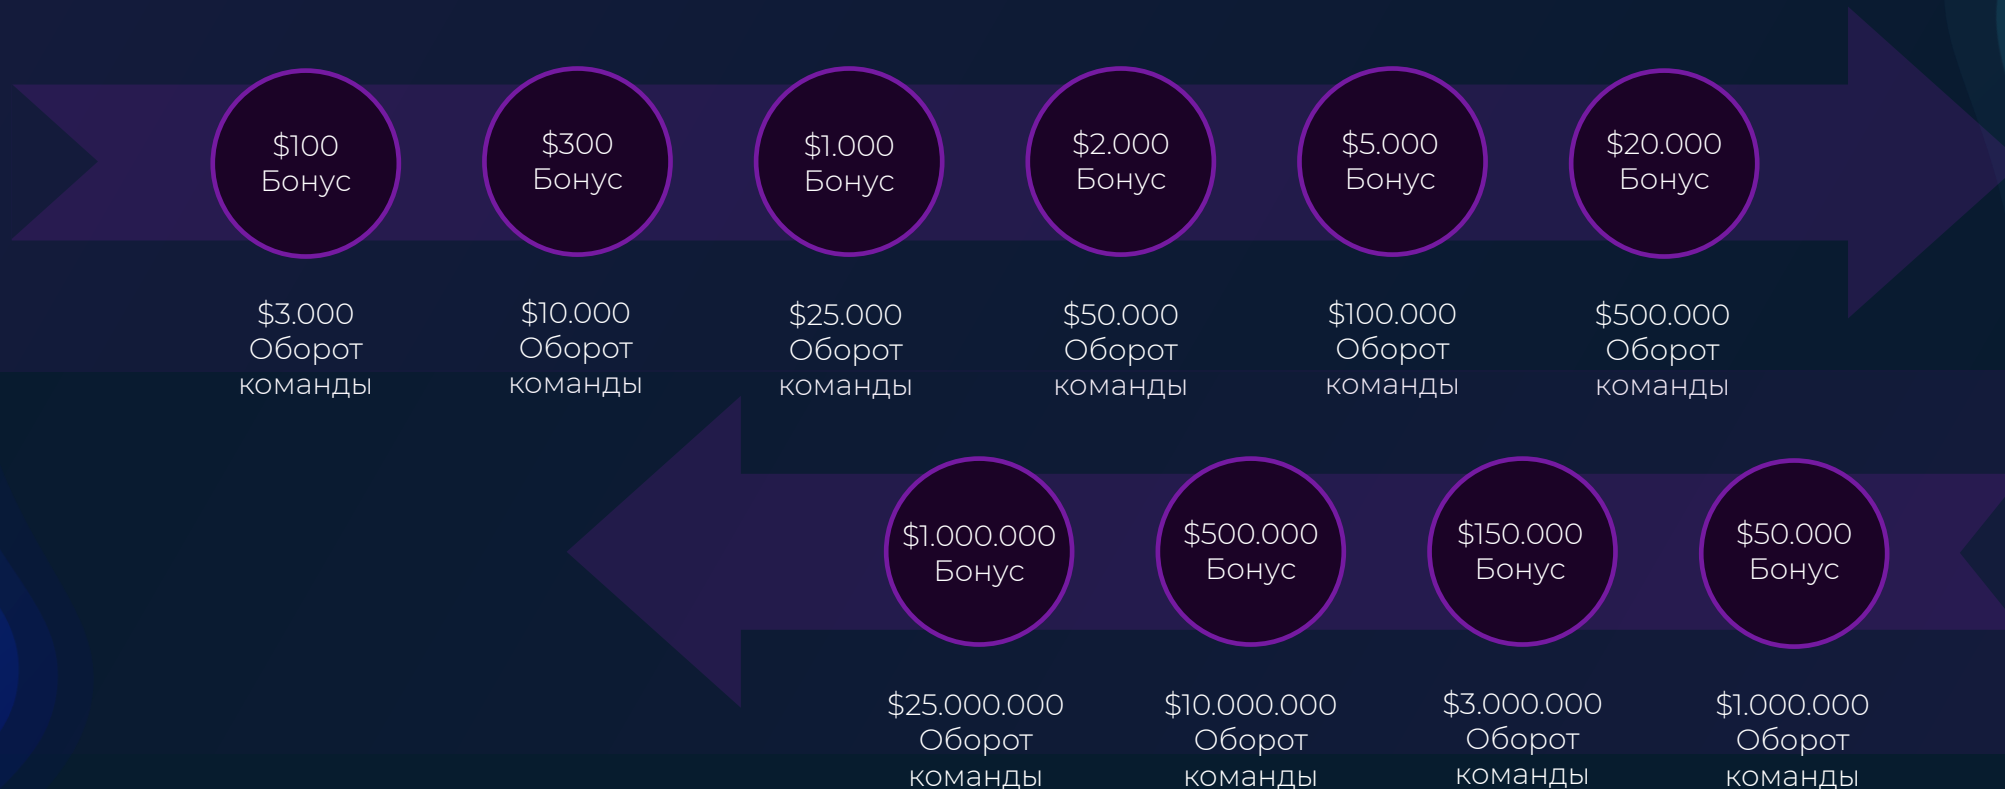 $100
Бонус
$300
Бонус
$1.000
Бонус
$2.000
Бонус
$5.000
Бонус
$20.000
Бонус
$3.000
Оборот
команды
$10.000
Оборот
команды
$25.000
Оборот
команды
$50.000
Оборот
команды
$100.000
Оборот
команды
$500.000
Оборот
команды
$1.000.000
Бонус
$500.000
Бонус
$150.000
Бонус
$50.000
Бонус
$25.000.000
Оборот
команды
$10.000.000
Оборот
команды
$3.000.000
Оборот
команды
$1.000.000
Оборот
команды